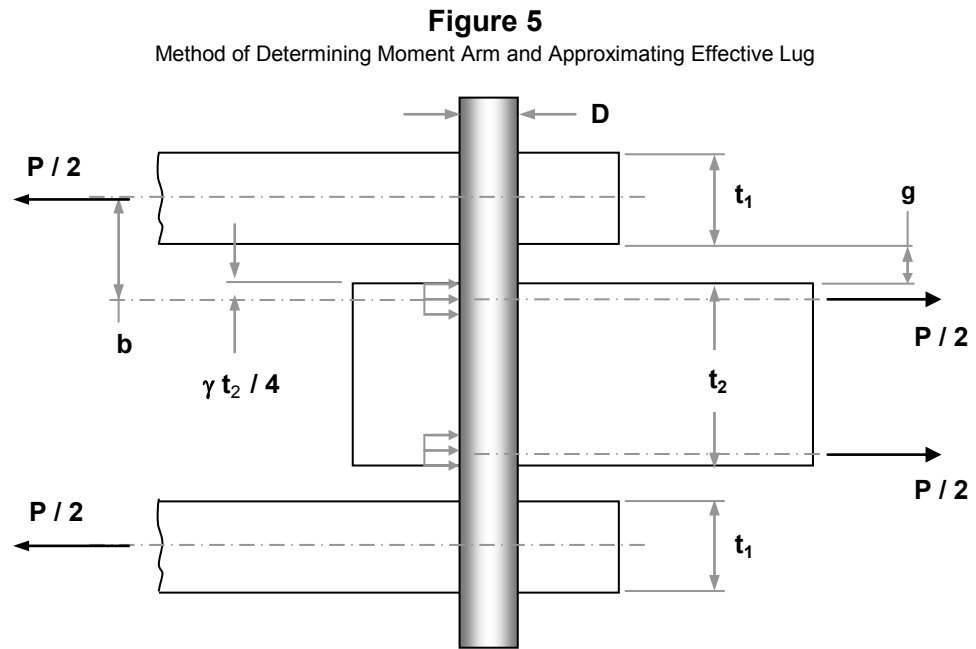 Figure 5
Method of Determining Moment Arm and Approximating Effective Lug
D
P / 2
t₁
g
b
P / 2
γ t₂ / 4
t₂
P / 2
P / 2
t₁